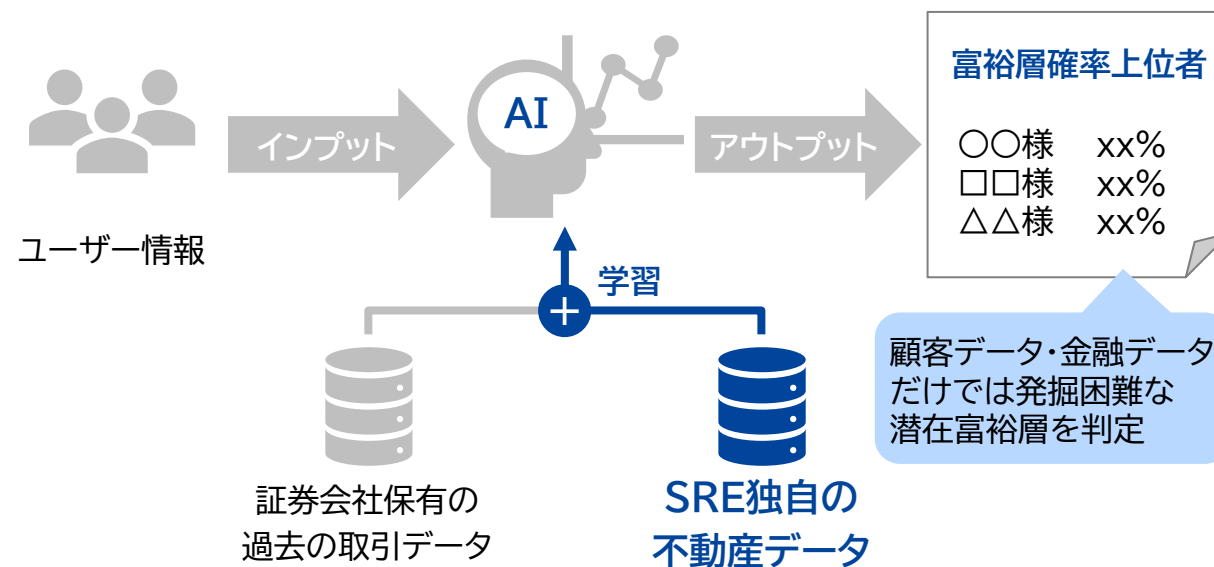 ユーザー情報
インプット
AI
アウトプット
富裕層確率上位者
○○様 xx%
□□様 xx%
△△様 xx%
学習
+
証券会社保有の
過去の取引データ
SRE独自の
不動産データ
顧客データ・金融データ
だけでは発掘困難な
潜在富裕層を判定